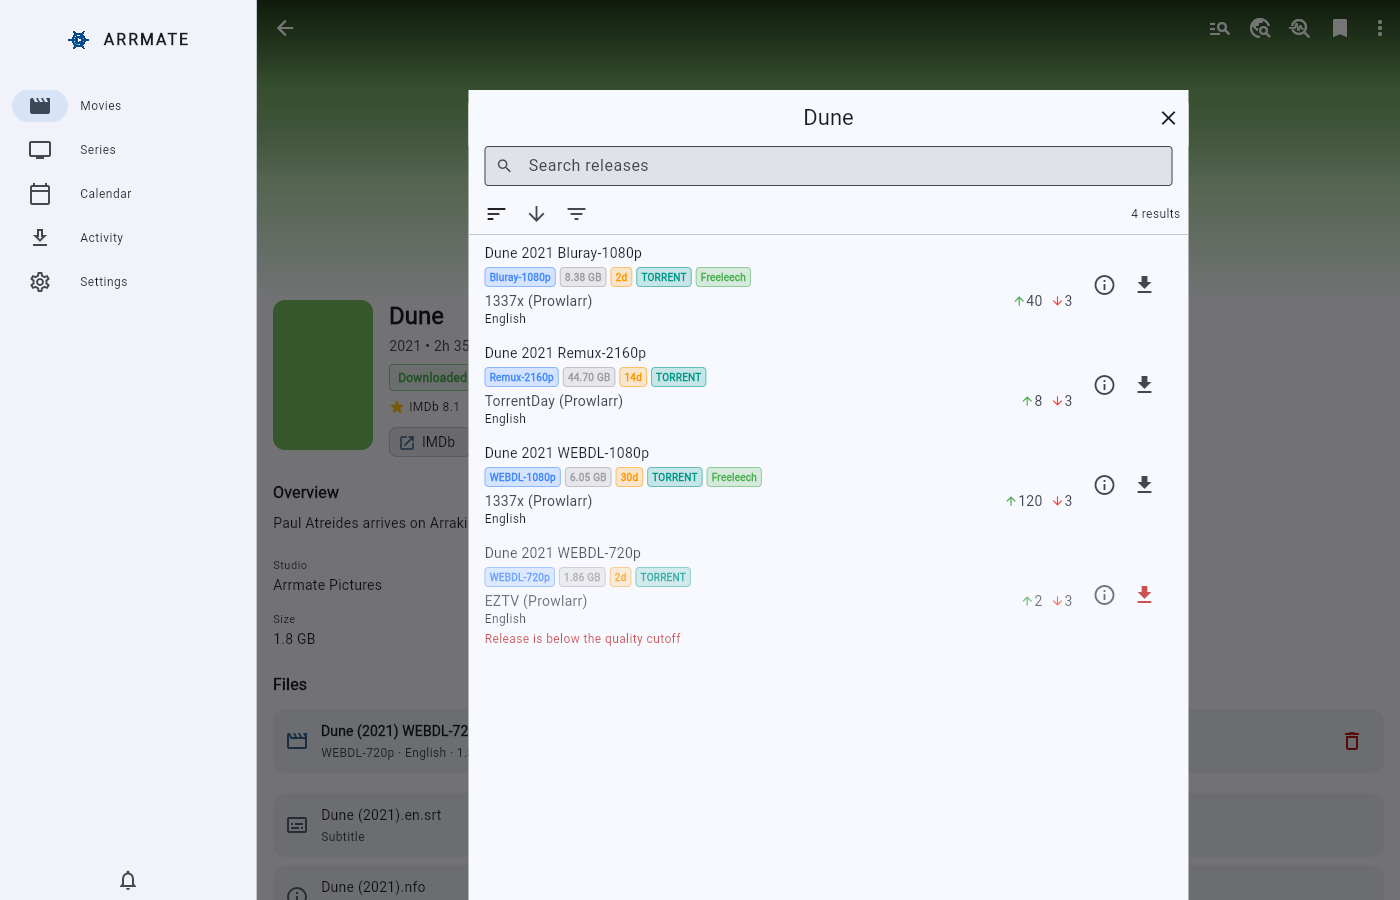 ARRMATE
Movies
Series
Calendar
Activity
Settings
Dune
2021 • 2h 35
Downloaded
IMDb 8.1
IMDb
Overview
Paul Atreides arrives on Arraki
Studio
Arrmate Pictures
Size
1.8 GB
Files
Dune (2021) WEBDL-72
WEBDL-720p · English · 1.
Dune (2021).en.srt
Subtitle
Dune (2021).nfo
Dune
Search releases
4 results
Dune 2021 Bluray-1080p
Bluray-1080p 8.38 GB 2d TORRENT Freeleech
1337x (Prowlarr) 40 3
English
Dune 2021 Remux-2160p
Remux-2160p 44.70 GB 14d TORRENT
TorrentDay (Prowlarr) 8 3
English
Dune 2021 WEBDL-1080p
WEBDL-1080p 6.05 GB 30d TORRENT Freeleech
1337x (Prowlarr) 120 3
English
Dune 2021 WEBDL-720p
WEBDL-720p 1.86 GB 2d TORRENT
EZTV (Prowlarr) 2 3
English
Release is below the quality cutoff